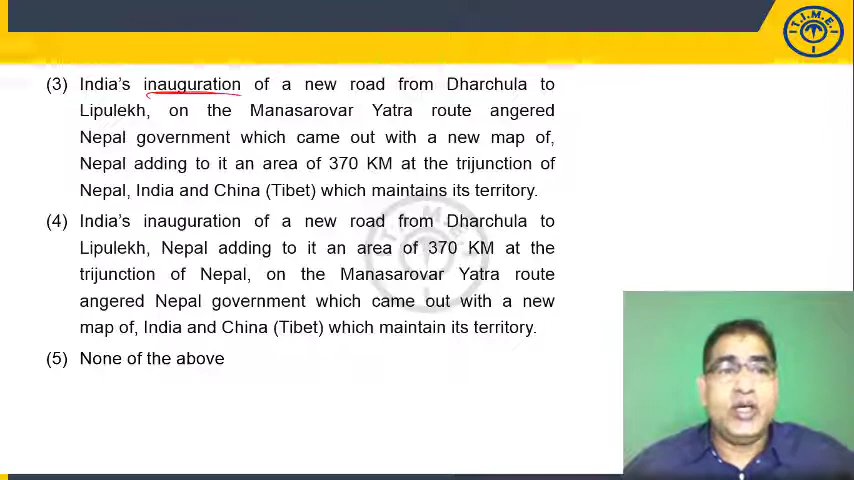 T.I.M.E.
(3) India's inauguration of a new road from Dharchula to
Lipulekh, on the Manasarovar Yatra route angered
Nepal government which came out with a new map of,
Nepal adding to it an area of 370 KM at the trijunction of
Nepal, India and China (Tibet) which maintains its territory.
(4) India's inauguration of a new road from Dharchula to
Lipulekh, Nepal adding to it an area of 370 KM at the
trijunction of Nepal, on the Manasarovar Yatra route
angered Nepal government which came out with a new
map of, India and China (Tibet) which maintain its territory.
(5) None of the above
T.I.M.E.